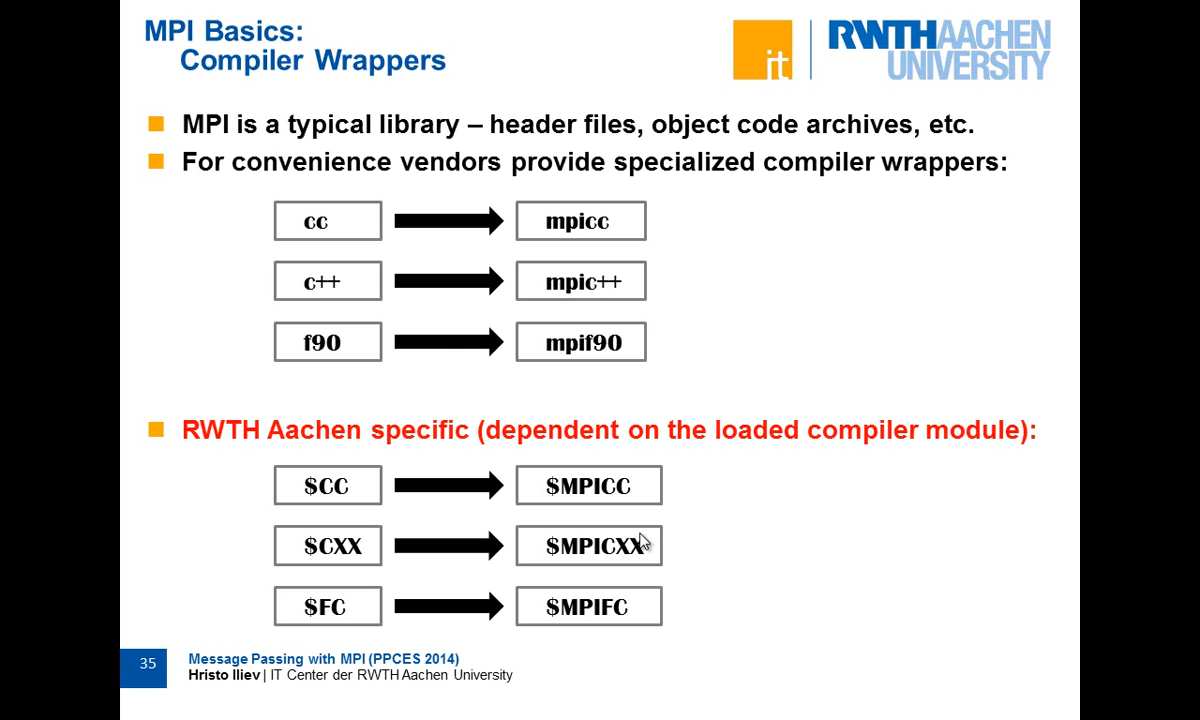 MPI Basics:
Compiler Wrappers
it
RWTHAACHEN
UNIVERSITY
MPI is a typical library – header files, object code archives, etc.
For convenience vendors provide specialized compiler wrappers:
cc mpicc
c++ mpic++
f90 mpif90
RWTH Aachen specific (dependent on the loaded compiler module):
$CC $MPICC
$CXX $MPICXX
$FC $MPIFC
35
Message Passing with MPI (PPCES 2014)
Hristo Iliev | IT Center der RWTH Aachen University